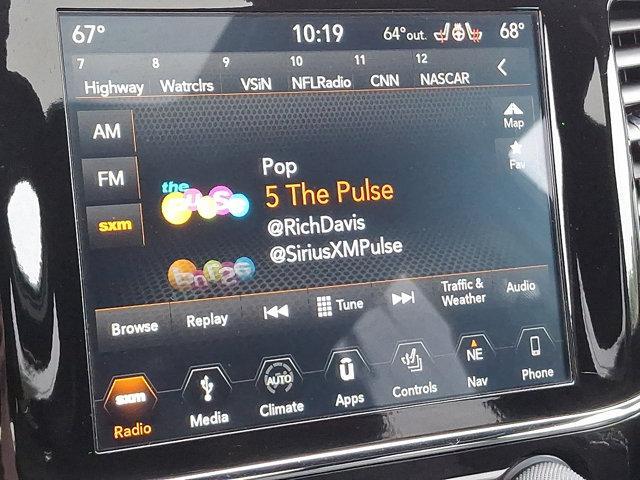 67° 10:19 64°out. 68°
7 8 9 10 11 12
Highway Watrclrs VSiN NFLRadio CNN NASCAR
AM
Map
FM
Fav
sxm
the pulse
Pop
5 The Pulse
@RichDavis
@SiriusXMPulse
Browse Replay Tune Traffic & Weather Audio
sxm AUTO u NE
Radio Media Climate Apps Controls Nav Phone